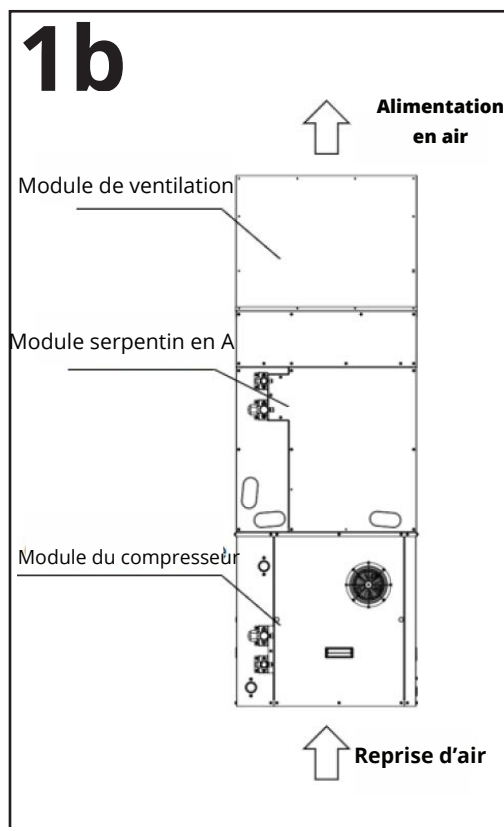 1b
Alimentation
en air
Module de ventilation
Module serpentin en A
Module du compresseur
Reprise d’air